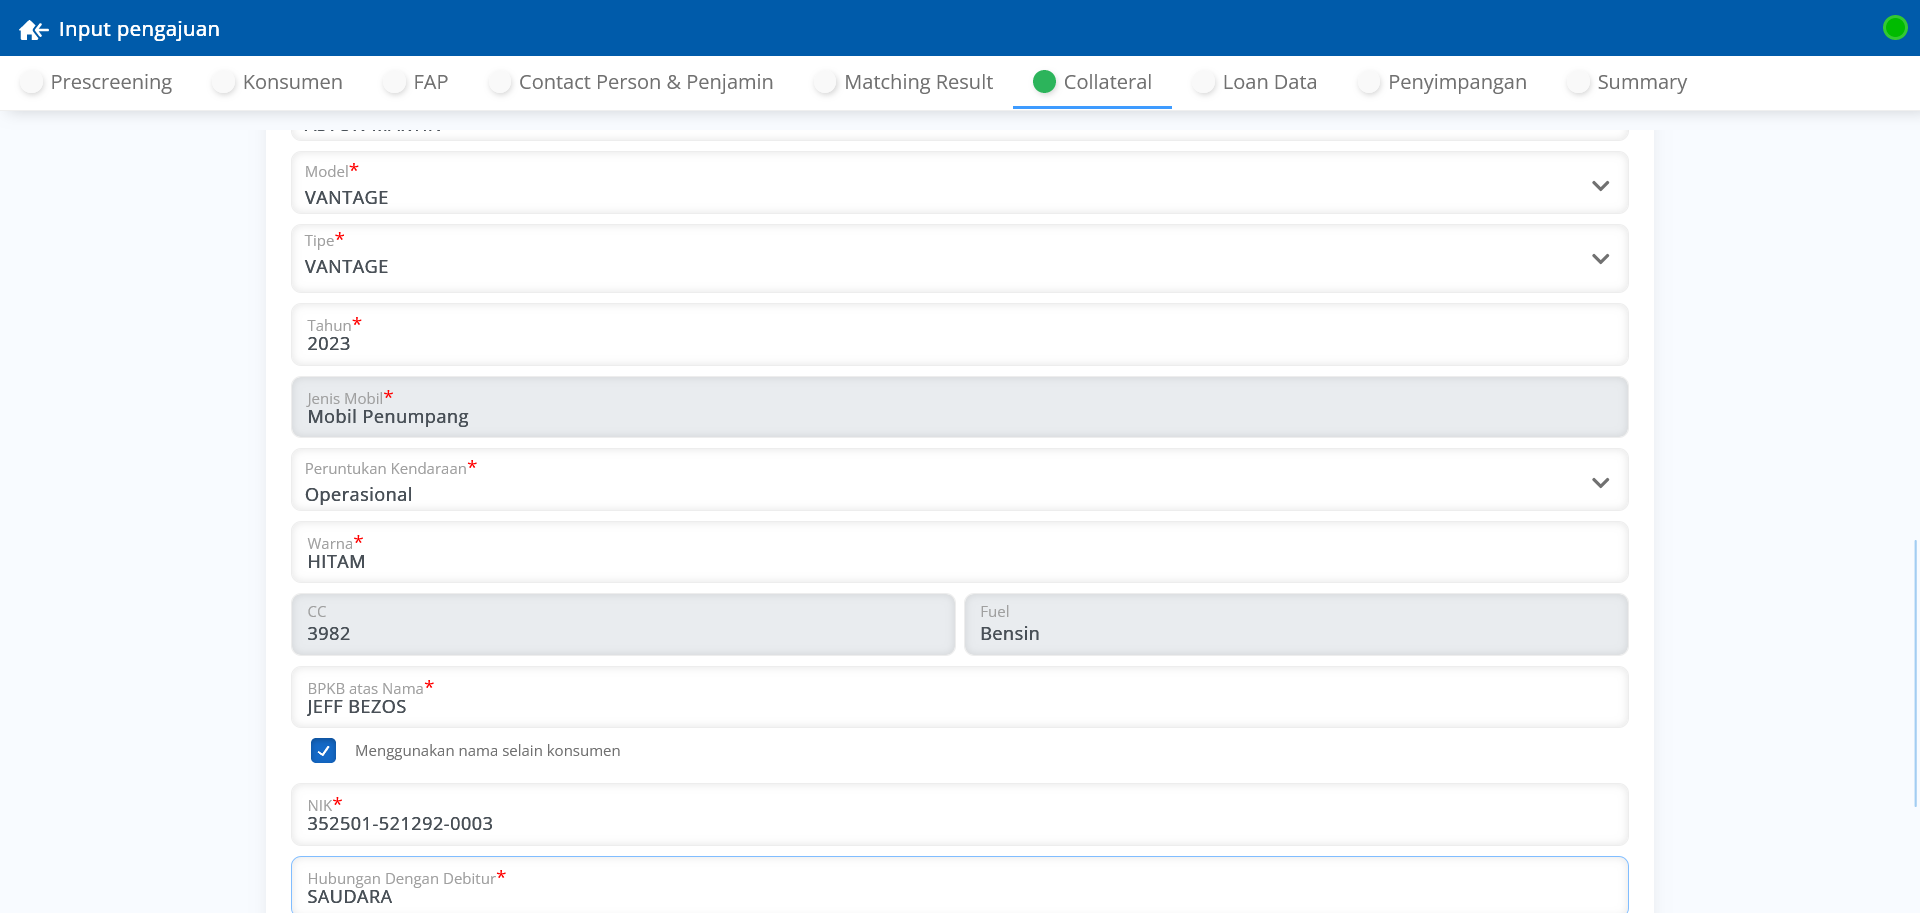 Input pengajuan
Prescreening Konsumen FAP Contact Person & Penjamin Matching Result Collateral Loan Data Penyimpangan Summary
Model*
VANTAGE
Tipe*
VANTAGE
Tahun*
2023
Jenis Mobil*
Mobil Penumpang
Peruntukan Kendaraan*
Operasional
Warna*
HITAM
CC
3982
Fuel
Bensin
BPKB atas Nama*
JEFF BEZOS
Menggunakan nama selain konsumen
NIK*
352501-521292-0003
Hubungan Dengan Debitur*
SAUDARA